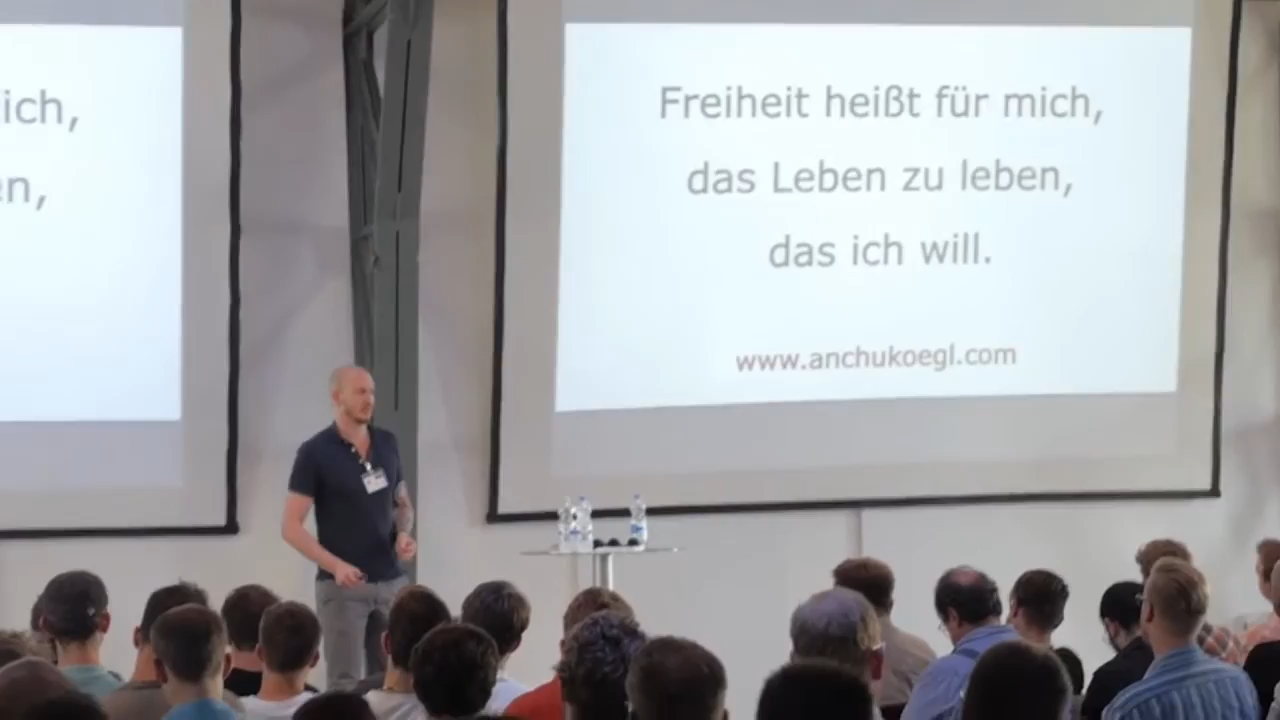 ich,
en,
Freiheit heißt für mich,
das Leben zu leben,
das ich will.
www.anchukoegl.com